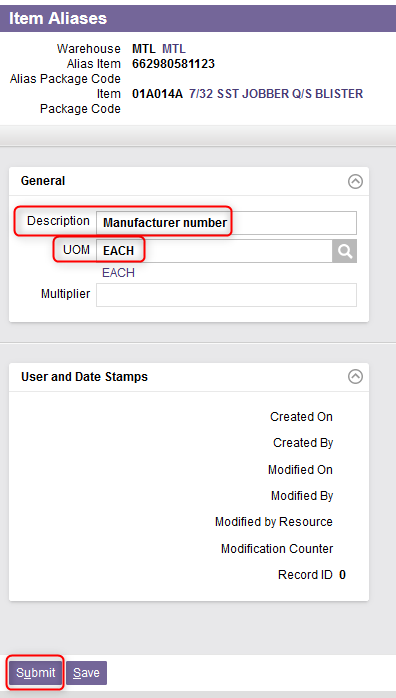 Item Aliases
Warehouse MTL MTL
Alias Item 662980581123
Alias Package Code
Item 01A014A 7/32 SST JOBBER Q/S BLISTER
Package Code
General
Description Manufacturer number
UOM EACH
EACH
Multiplier
User and Date Stamps
Created On
Created By
Modified On
Modified By
Modified by Resource
Modification Counter
Record ID 0
Submit Save